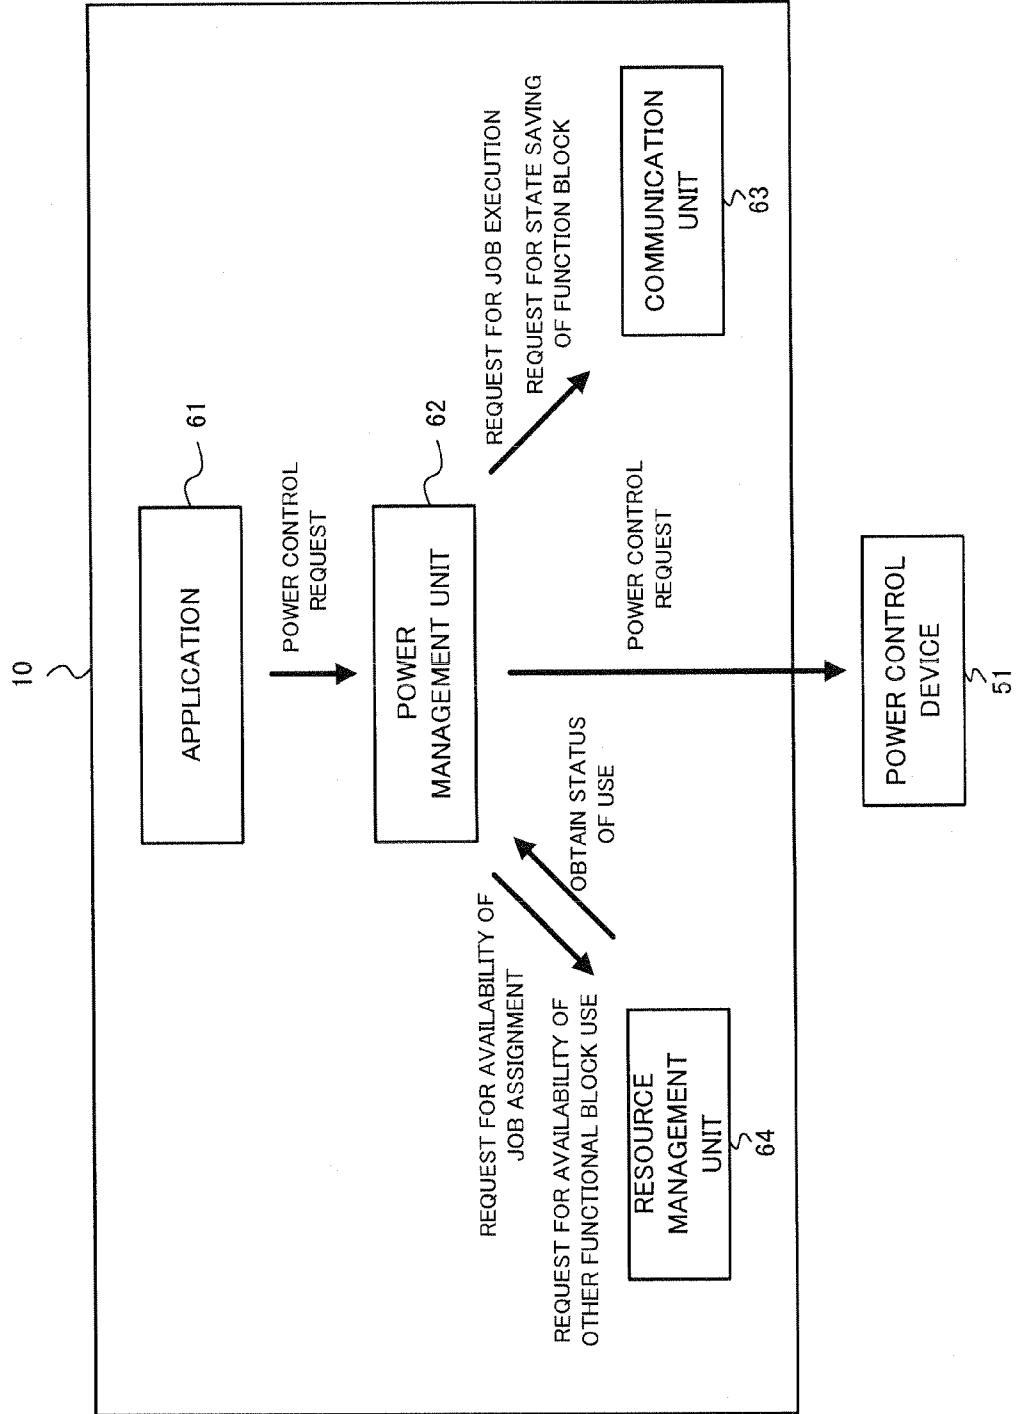 10
APPLICATION
61
POWER CONTROL
REQUEST
POWER
MANAGEMENT UNIT
62
REQUEST FOR AVAILABILITY OF
JOB ASSIGNMENT
REQUEST FOR AVAILABILITY OF
OTHER FUNCTIONAL BLOCK USE
OBTAIN STATUS
OF USE
POWER CONTROL
REQUEST
REQUEST FOR JOB EXECUTION
REQUEST FOR STATE SAVING
OF FUNCTION BLOCK
RESOURCE
MANAGEMENT
UNIT
64
COMMUNICATION
UNIT
63
POWER CONTROL
DEVICE
51